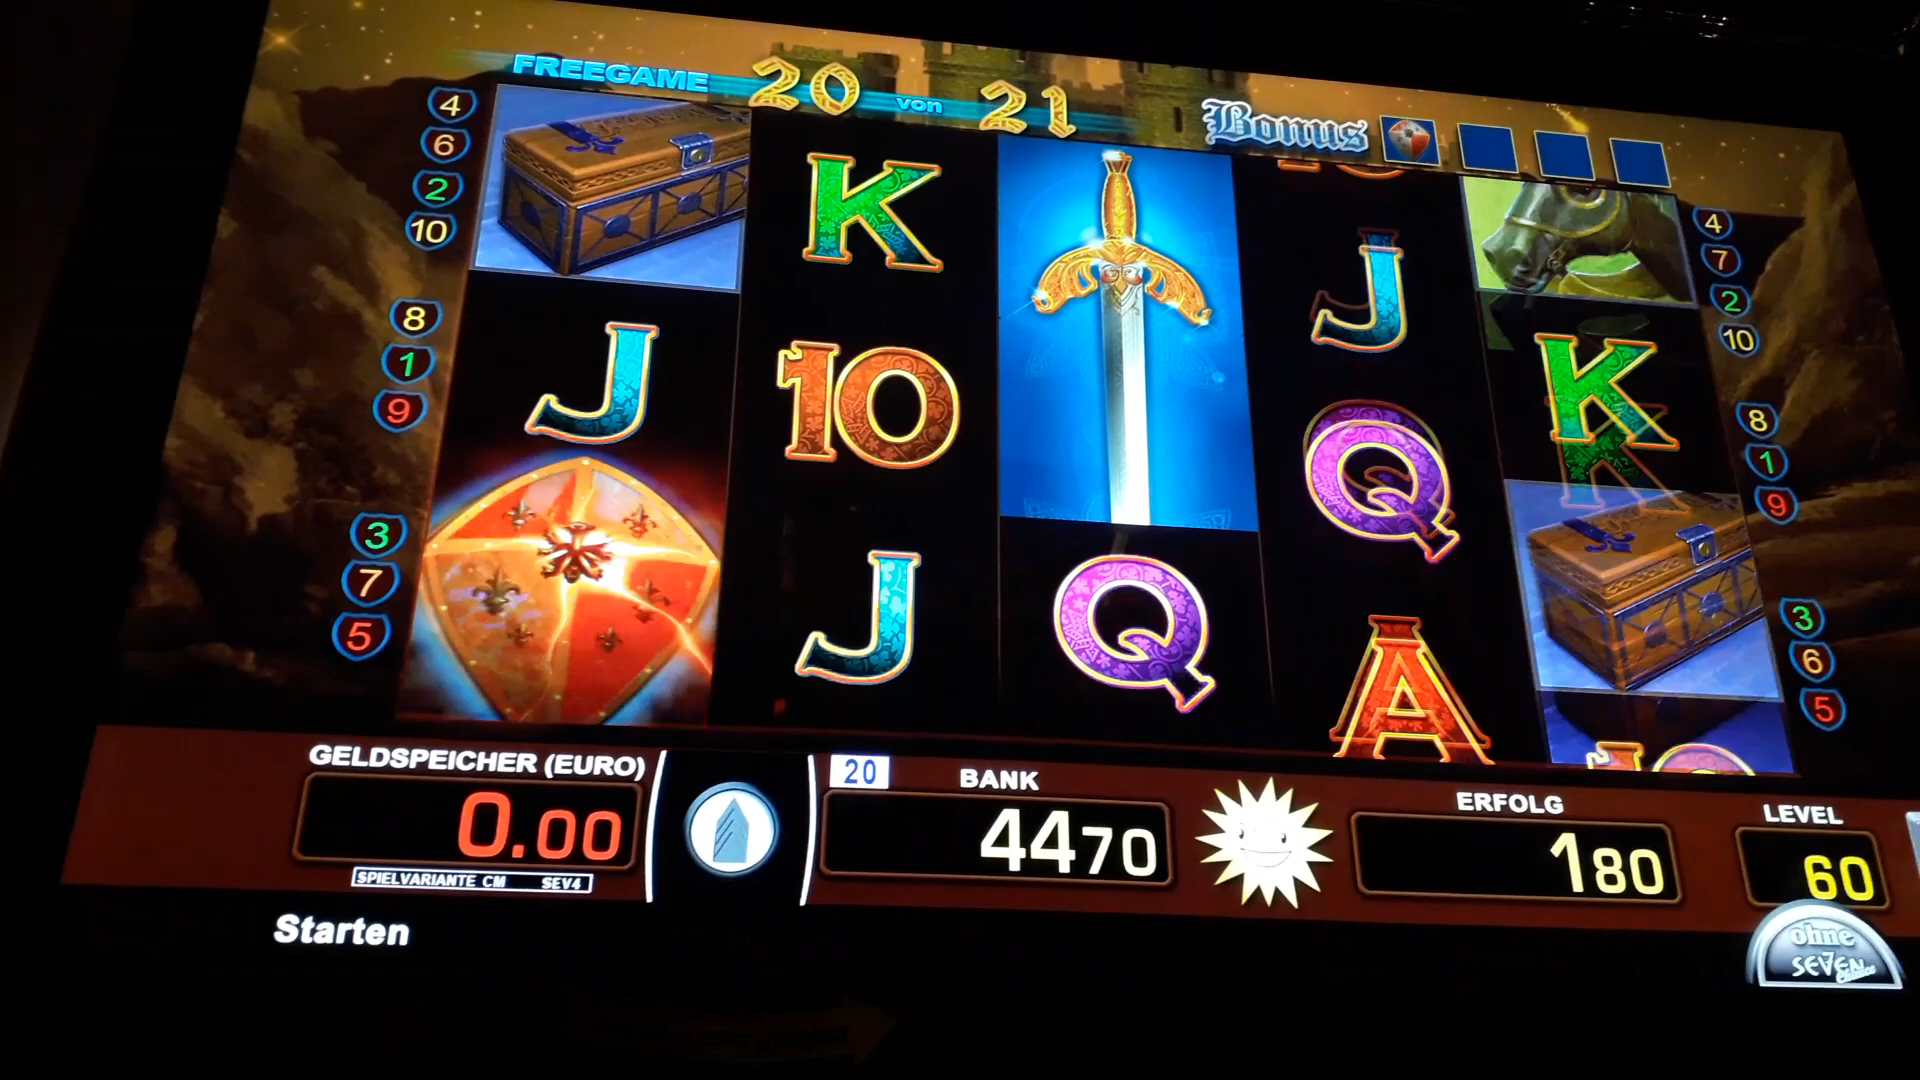 FREEGAME 20 von 21
Bonus
4
6
2
10
8
1
9
3
7
5
K
J
10
J
Q
J
Q
A
K
4
7
2
10
8
1
9
3
6
5
GELDSPEICHER (EURO)
0.00
SPIELVARIANTE CM SEV4
20
BANK
4470
ERFOLG
180
LEVEL
60
Starten
ohne
SEVEN
Chance